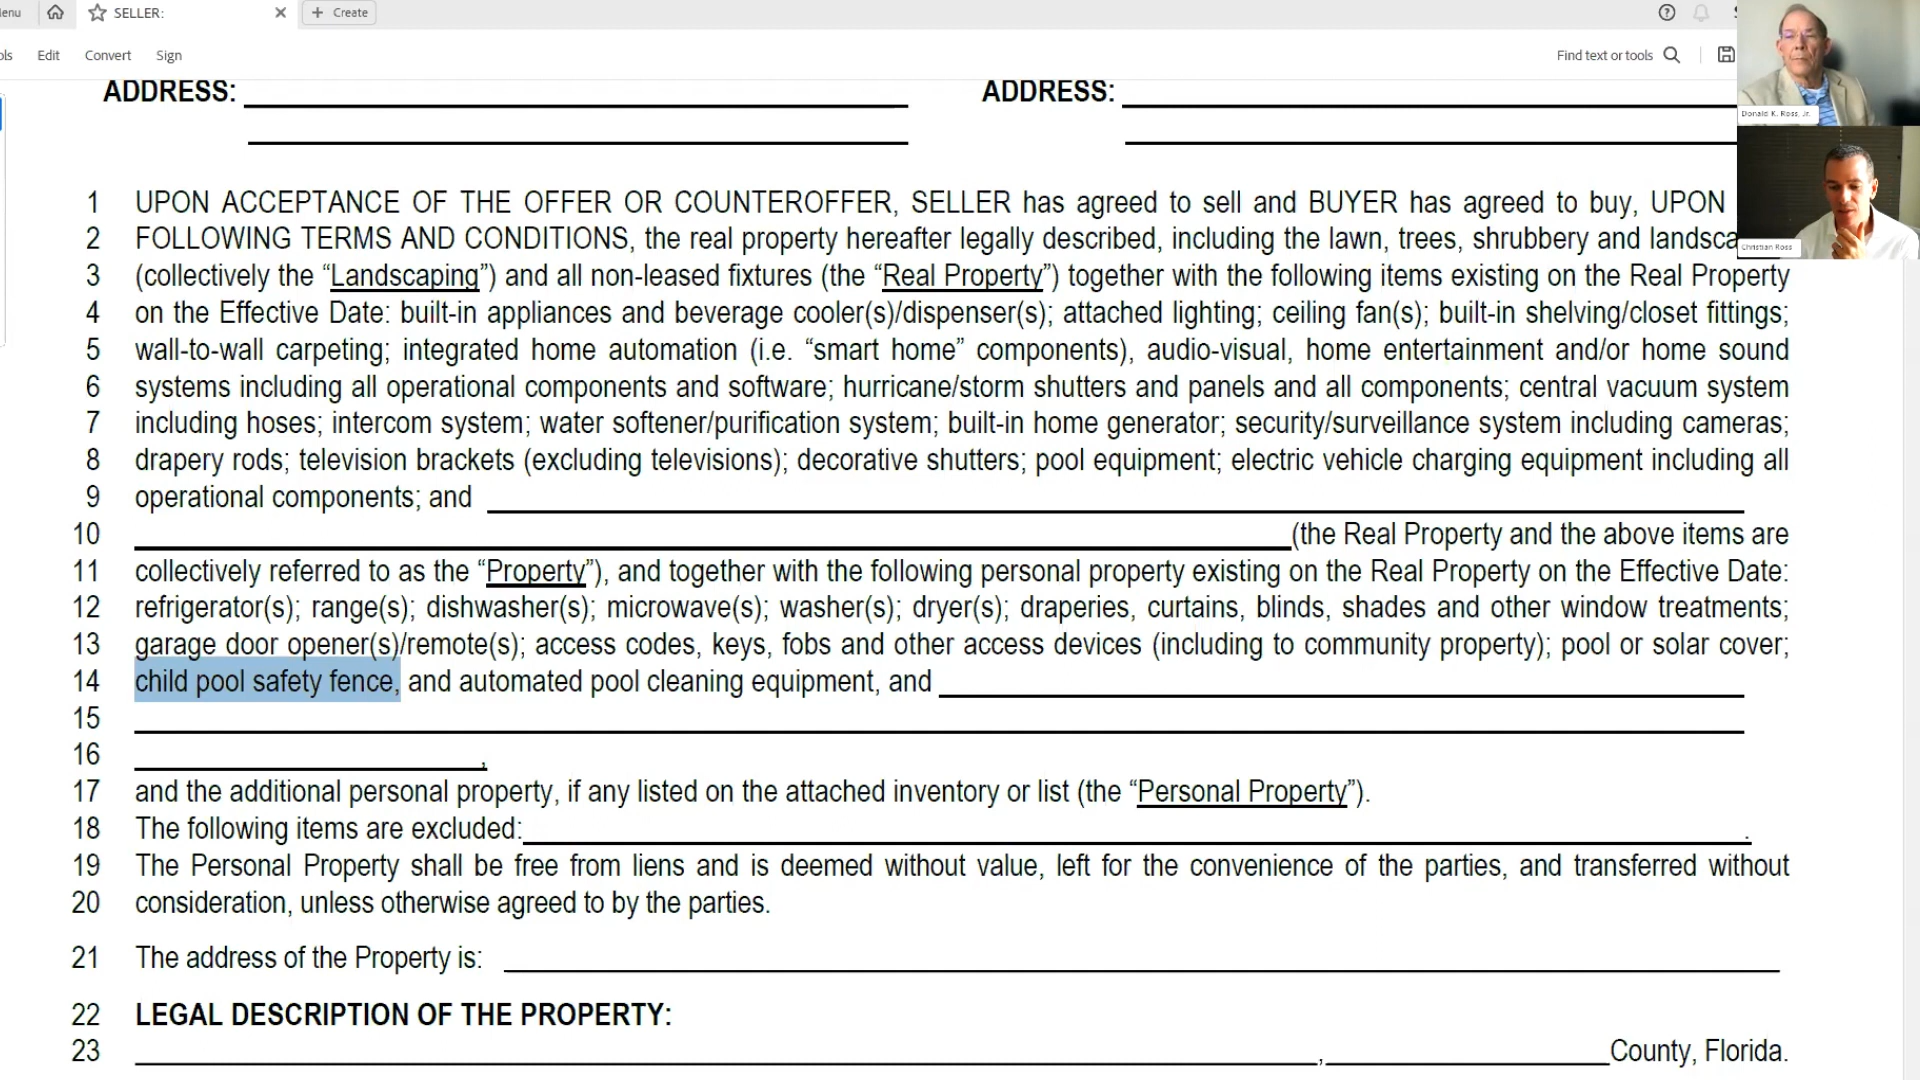 enu SELLER: Create
ols Edit Convert Sign Find text or tools
ADDRESS: ADDRESS:
Donald K. Ross, Jr.
Christian Ross
1 UPON ACCEPTANCE OF THE OFFER OR COUNTEROFFER, SELLER has agreed to sell and BUYER has agreed to buy, UPON
2 FOLLOWING TERMS AND CONDITIONS, the real property hereafter legally described, including the lawn, trees, shrubbery and landsca
3 (collectively the “Landscaping”) and all non-leased fixtures (the “Real Property”) together with the following items existing on the Real Property
4 on the Effective Date: built-in appliances and beverage cooler(s)/dispenser(s); attached lighting; ceiling fan(s); built-in shelving/closet fittings;
5 wall-to-wall carpeting; integrated home automation (i.e. “smart home” components), audio-visual, home entertainment and/or home sound
6 systems including all operational components and software; hurricane/storm shutters and panels and all components; central vacuum system
7 including hoses; intercom system; water softener/purification system; built-in home generator; security/surveillance system including cameras;
8 drapery rods; television brackets (excluding televisions); decorative shutters; pool equipment; electric vehicle charging equipment including all
9 operational components; and
10 (the Real Property and the above items are
11 collectively referred to as the “Property”), and together with the following personal property existing on the Real Property on the Effective Date:
12 refrigerator(s); range(s); dishwasher(s); microwave(s); washer(s); dryer(s); draperies, curtains, blinds, shades and other window treatments;
13 garage door opener(s)/remote(s); access codes, keys, fobs and other access devices (including to community property); pool or solar cover;
14 child pool safety fence, and automated pool cleaning equipment, and
15
16 ,
17 and the additional personal property, if any listed on the attached inventory or list (the “Personal Property”).
18 The following items are excluded: .
19 The Personal Property shall be free from liens and is deemed without value, left for the convenience of the parties, and transferred without
20 consideration, unless otherwise agreed to by the parties.
21 The address of the Property is:
22 LEGAL DESCRIPTION OF THE PROPERTY:
23 , County, Florida.